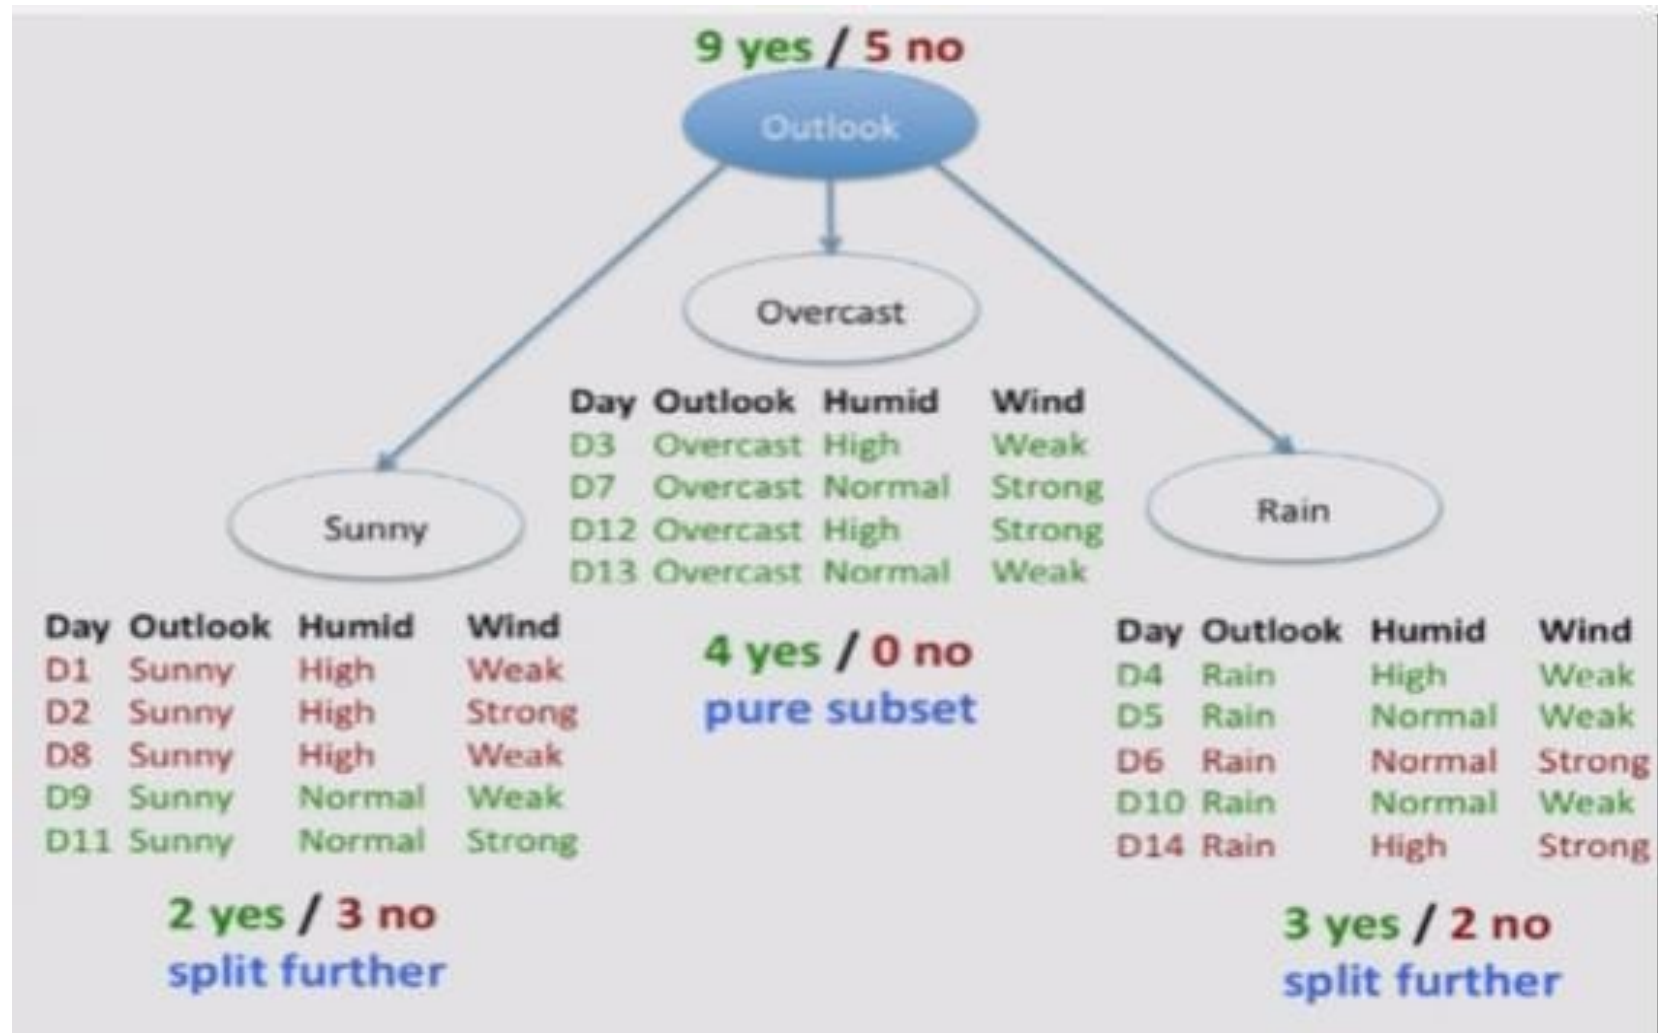 9 yes / 5 no
Outlook
Overcast
Day Outlook Humid Wind
D3 Overcast High Weak
D7 Overcast Normal Strong
D12 Overcast High Strong
D13 Overcast Normal Weak
4 yes / 0 no
pure subset
Sunny
Day Outlook Humid Wind
D1 Sunny High Weak
D2 Sunny High Strong
D8 Sunny High Weak
D9 Sunny Normal Weak
D11 Sunny Normal Strong
2 yes / 3 no
split further
Rain
Day Outlook Humid Wind
D4 Rain High Weak
D5 Rain Normal Weak
D6 Rain Normal Strong
D10 Rain Normal Weak
D14 Rain High Strong
3 yes / 2 no
split further